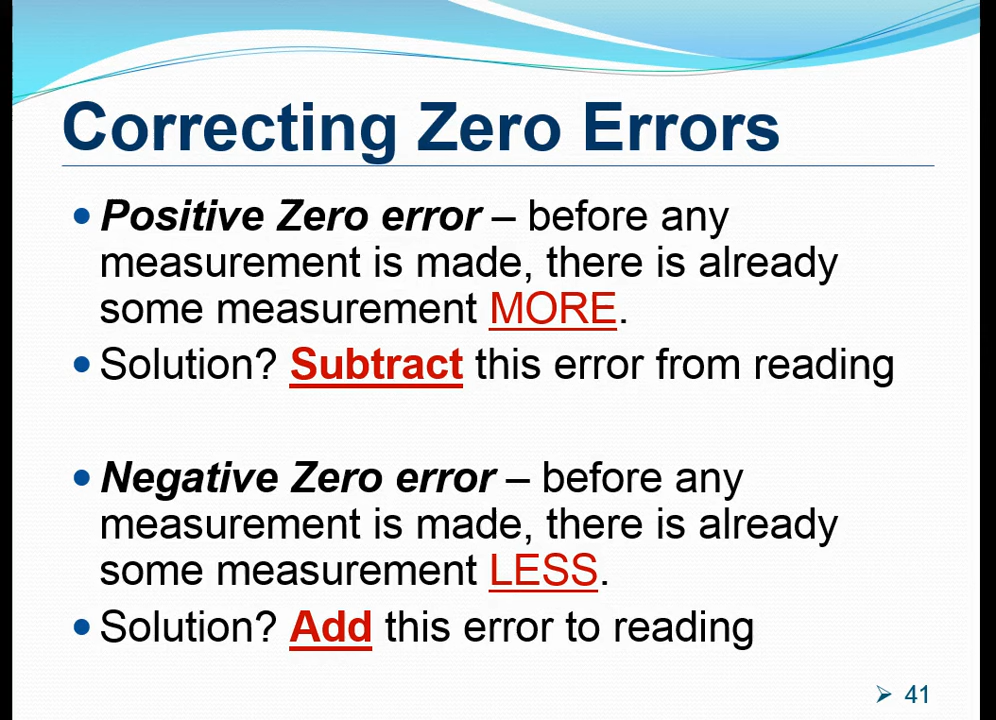 Correcting Zero Errors
• Positive Zero error – before any
measurement is made, there is already
some measurement MORE.
• Solution? Subtract this error from reading
• Negative Zero error – before any
measurement is made, there is already
some measurement LESS.
• Solution? Add this error to reading
➢ 41